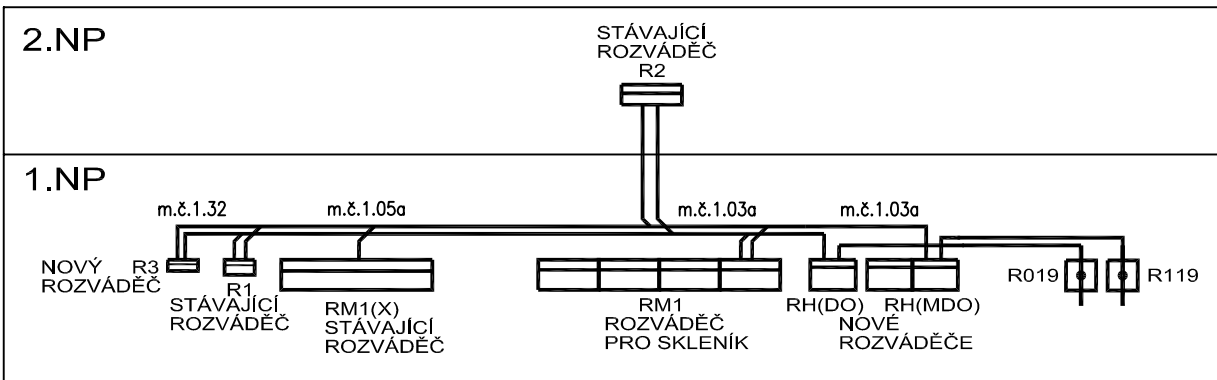 2.NP
STÁVAJÍCÍ
ROZVÁDĚČ
R2
1.NP
m.č.1.32
m.č.1.05a
m.č.1.03a
m.č.1.03a
NOVÝ R3
ROZVÁDĚČ
R1
STÁVAJÍCÍ
ROZVÁDĚČ
RM1(X)
STÁVAJÍCÍ
ROZVÁDĚČ
RM1
ROZVÁDĚČ
PRO SKLENÍK
RH(DO) RH(MDO)
NOVÉ
ROZVÁDĚČE
R019
R119